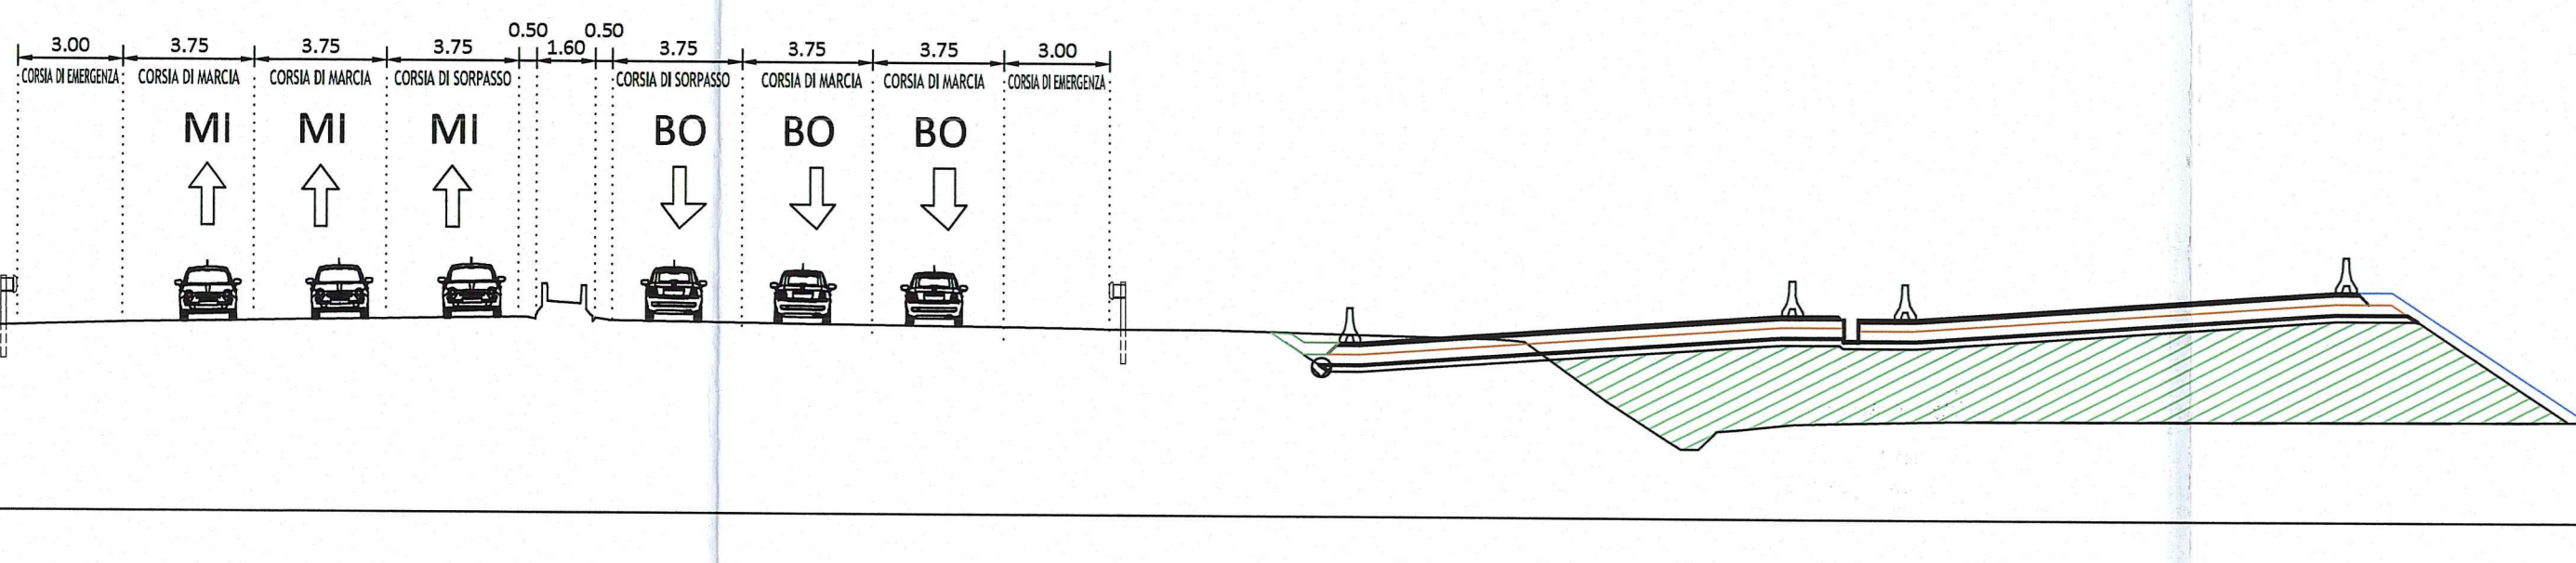 0.50 0.50
3.00 3.75 3.75 3.75 1.60 3.75 3.75 3.75 3.00
CORSIA DI EMERGENZA CORSIA DI MARCIA CORSIA DI MARCIA CORSIA DI SORPASSO CORSIA DI SORPASSO CORSIA DI MARCIA CORSIA DI MARCIA CORSIA DI EMERGENZA
MI MI MI BO BO BO